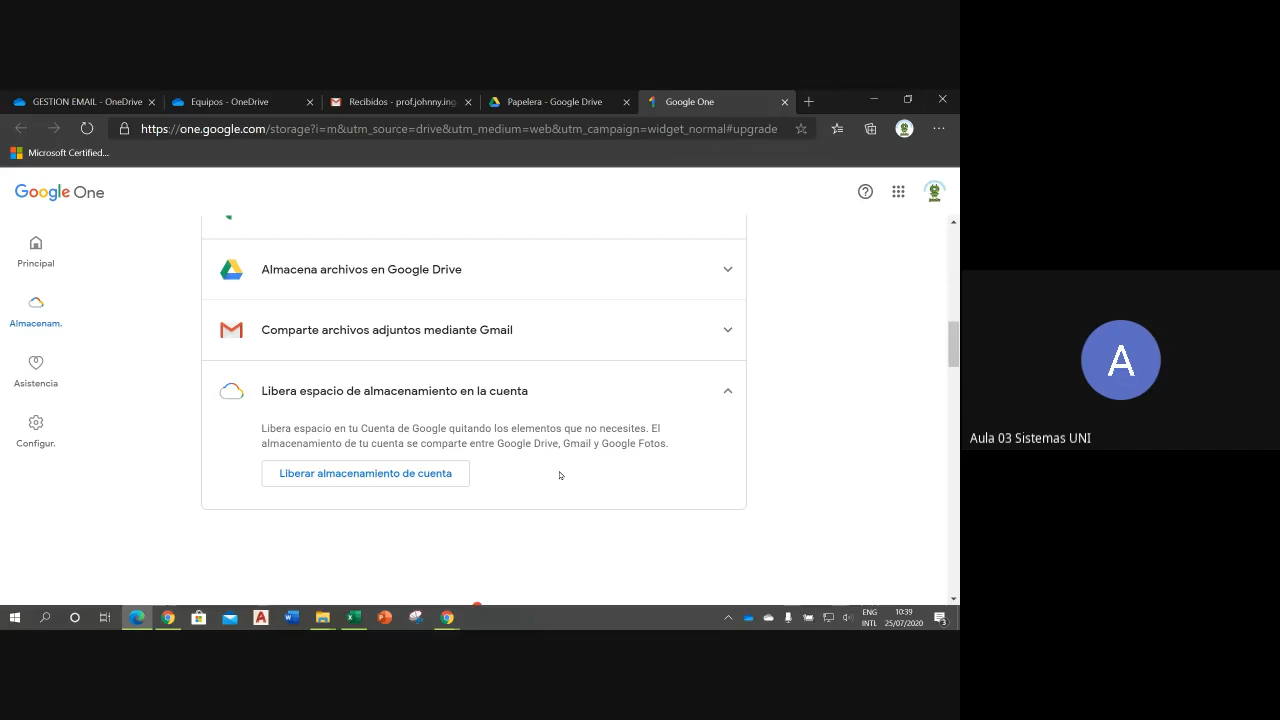 GESTION EMAIL - OneDrive
Equipos - OneDrive
Recibidos - prof.johnny.ing
Papelera - Google Drive
Google One
https://one.google.com/storage?i=m&utm_source=drive&utm_medium=web&utm_campaign=widget_normal#upgrade
Microsoft Certified...
Google One
Principal
Almacenam.
Asistencia
Configur.
Almacena archivos en Google Drive
Comparte archivos adjuntos mediante Gmail
Libera espacio de almacenamiento en la cuenta
Libera espacio en tu Cuenta de Google quitando los elementos que no necesites. El
almacenamiento de tu cuenta se comparte entre Google Drive, Gmail y Google Fotos.
Liberar almacenamiento de cuenta
A
Aula 03 Sistemas UNI
ENG
INTL
10:39
25/07/2020
3